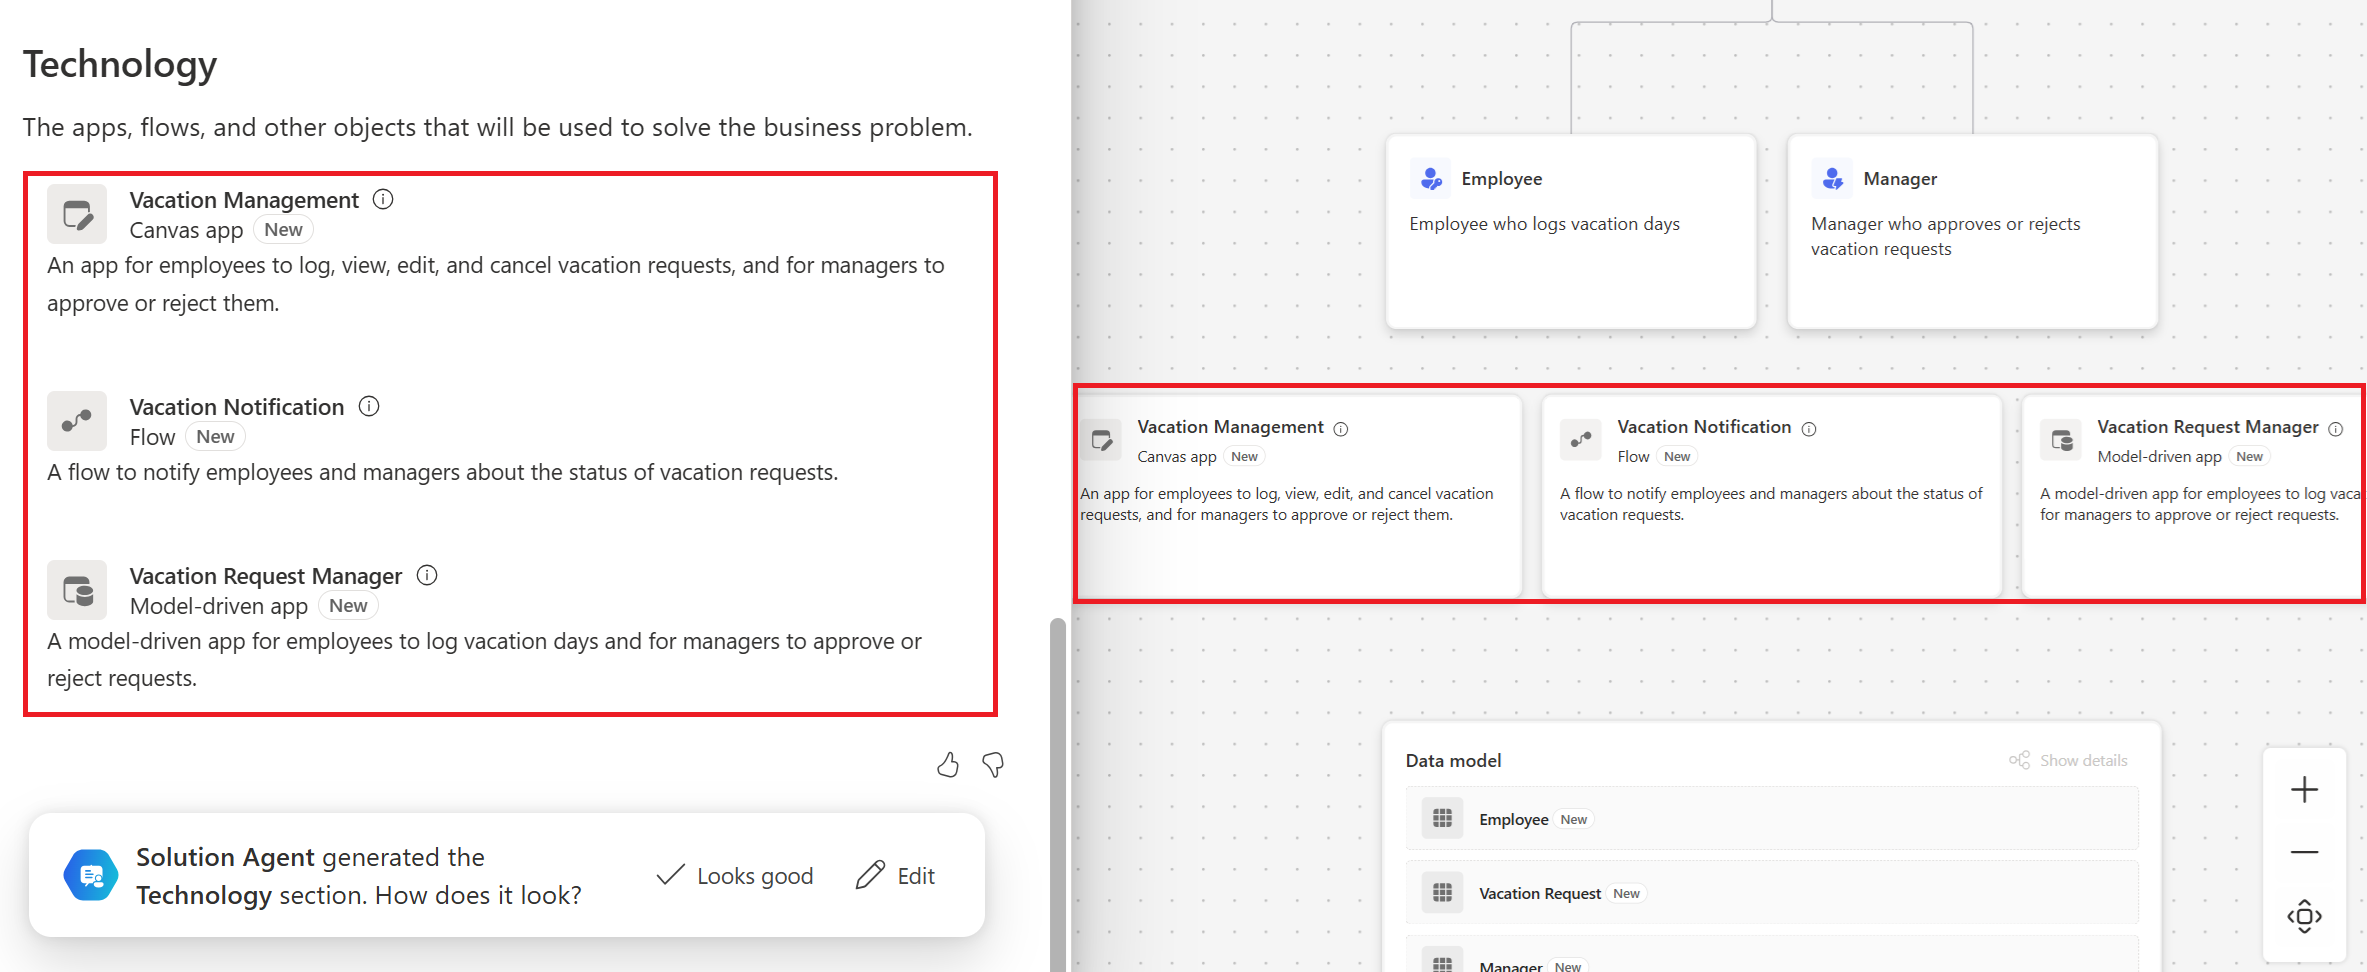 Technology
The apps, flows, and other objects that will be used to solve the business problem.
Vacation Management
Canvas app New
An app for employees to log, view, edit, and cancel vacation requests, and for managers to
approve or reject them.
Vacation Notification
Flow New
A flow to notify employees and managers about the status of vacation requests.
Vacation Request Manager
Model-driven app New
A model-driven app for employees to log vacation days and for managers to approve or
reject requests.
Solution Agent generated the
Technology section. How does it look?
Looks good
Edit
Employee
Employee who logs vacation days
Manager
Manager who approves or rejects
vacation requests
Vacation Management
Canvas app New
An app for employees to log, view, edit, and cancel vacation
requests, and for managers to approve or reject them.
Vacation Notification
Flow New
A flow to notify employees and managers about the status of
vacation requests.
Vacation Request Manager
Model-driven app New
A model-driven app for employees to log vaca
for managers to approve or reject requests.
Data model
Show details
Employee New
Vacation Request New
Manager New